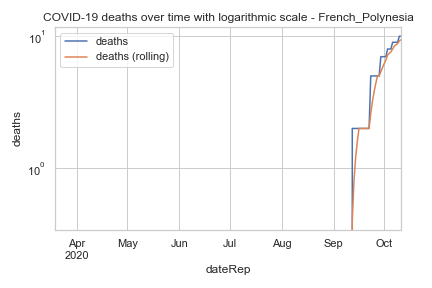 COVID-19 deaths over time with logarithmic scale - French_Polynesia
deaths
deaths (rolling)
deaths
10¹
10⁰
Apr
2020
May
Jun
Jul
Aug
Sep
Oct
dateRep